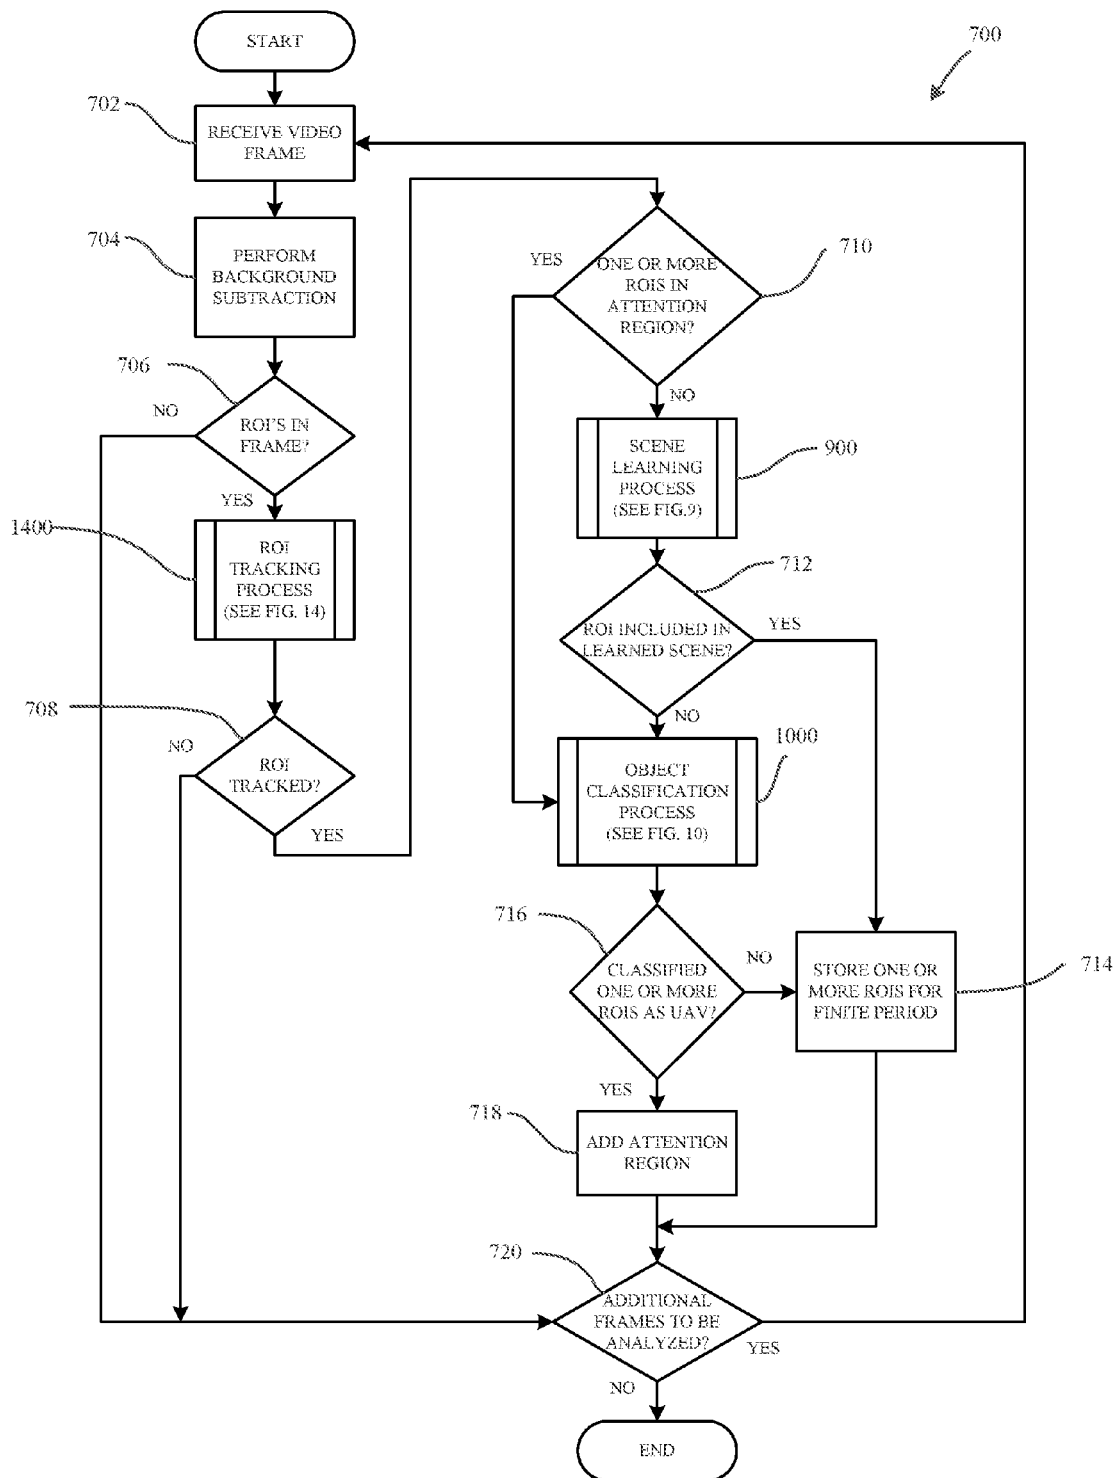 START
700
702
RECEIVE VIDEO
FRAME
704
PERFORM
BACKGROUND
SUBTRACTION
706
NO
ROI'S IN
FRAME?
YES
1400
ROI
TRACKING
PROCESS
(SEE FIG. 14)
708
NO
ROI
TRACKED?
YES
YES
710
ONE OR MORE
ROIS IN
ATTENTION
REGION?
NO
SCENE
LEARNING
PROCESS
(SEE FIG.9)
900
712
ROI INCLUDED IN
LEARNED SCENE?
YES
NO
1000
OBJECT
CLASSIFICATION
PROCESS
(SEE FIG. 10)
716
CLASSIFIED
ONE OR MORE
ROIS AS UAV?
NO
STORE ONE OR
MORE ROIS FOR
FINITE PERIOD
714
YES
718
ADD ATTENTION
REGION
720
ADDITIONAL
FRAMES TO BE
ANALYZED?
YES
NO
END